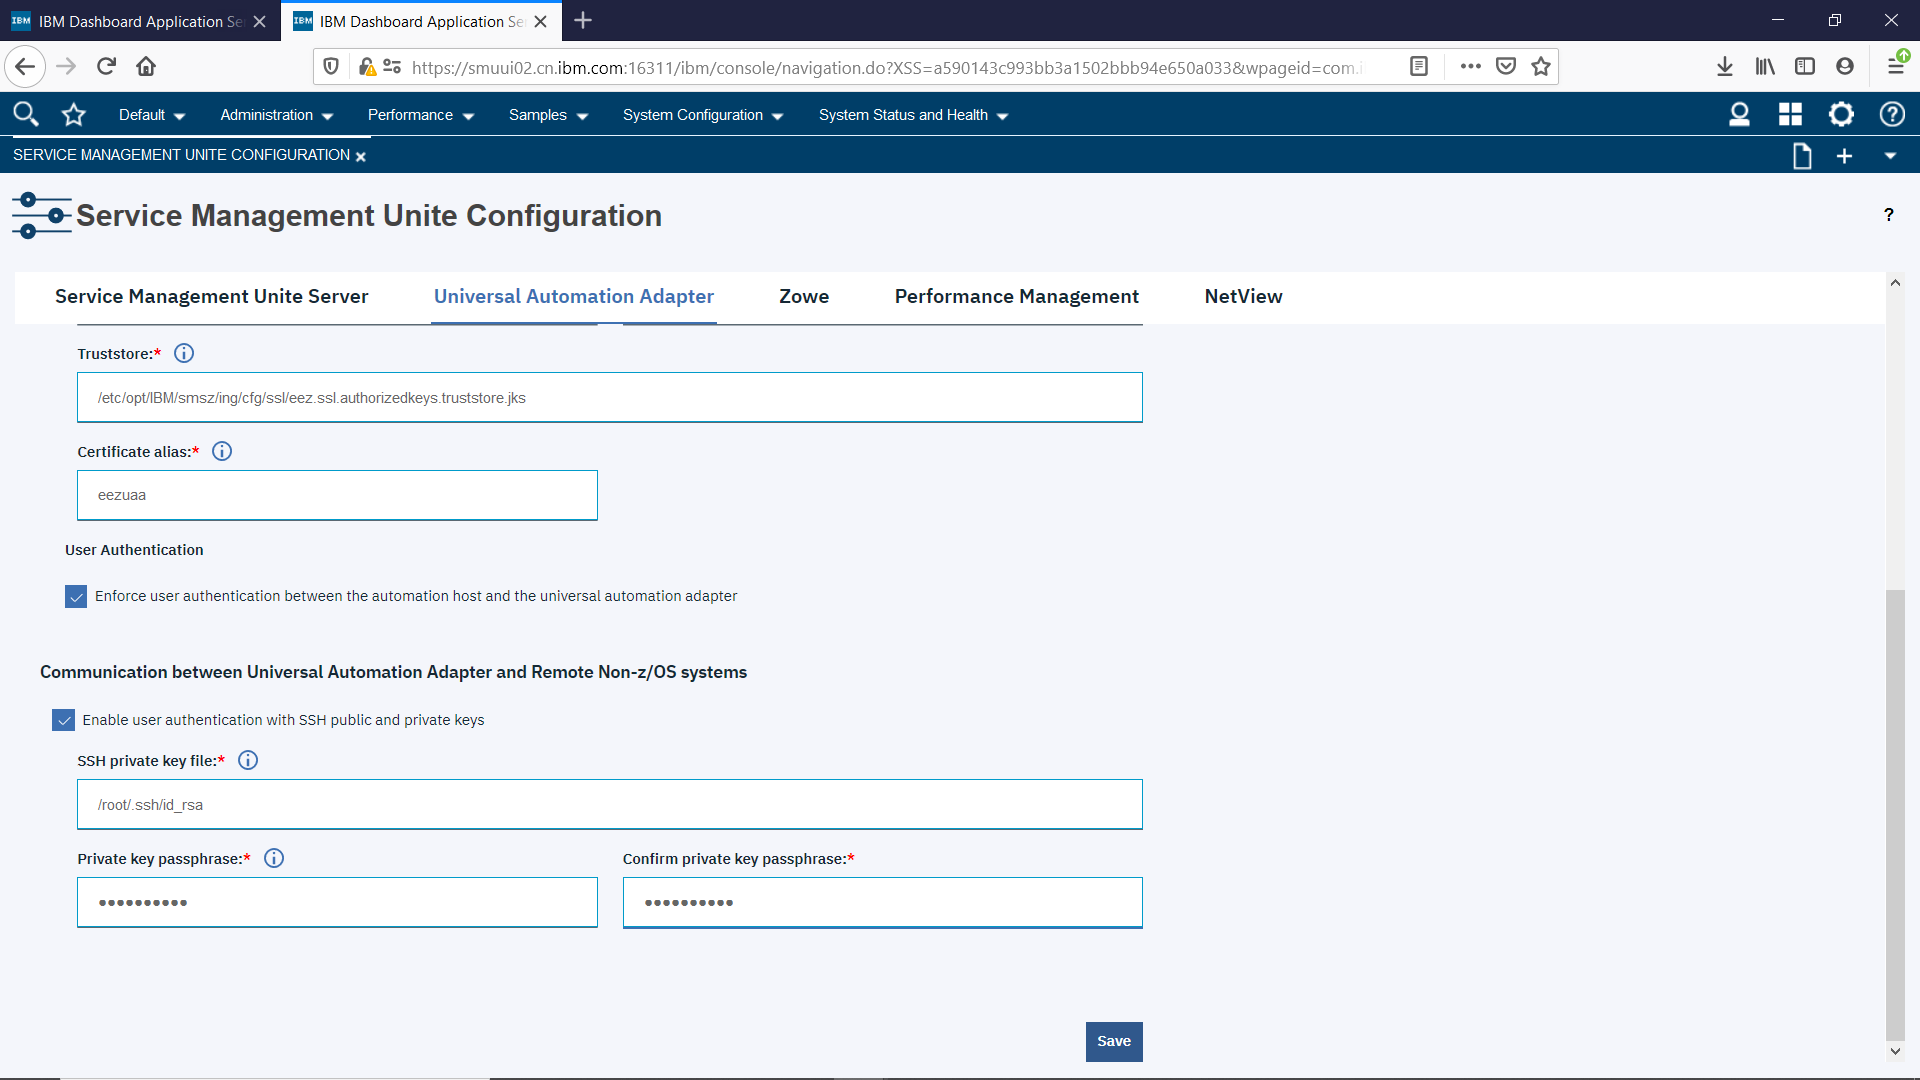 IBM IBM Dashboard Application Se
IBM IBM Dashboard Application Se
https://smuui02.cn.ibm.com:16311/ibm/console/navigation.do?XSS=a590143c993bb3a1502bbb94e650a033&wpageid=com.i
Default Administration Performance Samples System Configuration System Status and Health
SERVICE MANAGEMENT UNITE CONFIGURATION
Service Management Unite Configuration
?
Service Management Unite Server Universal Automation Adapter Zowe Performance Management NetView
Truststore:*
/etc/opt/IBM/smsz/ing/cfg/ssl/eez.ssl.authorizedkeys.truststore.jks
Certificate alias:*
eezuaa
User Authentication
Enforce user authentication between the automation host and the universal automation adapter
Communication between Universal Automation Adapter and Remote Non-z/OS systems
Enable user authentication with SSH public and private keys
SSH private key file:*
/root/.ssh/id_rsa
Private key passphrase:* Confirm private key passphrase:*
•••••••••• ••••••••••
Save